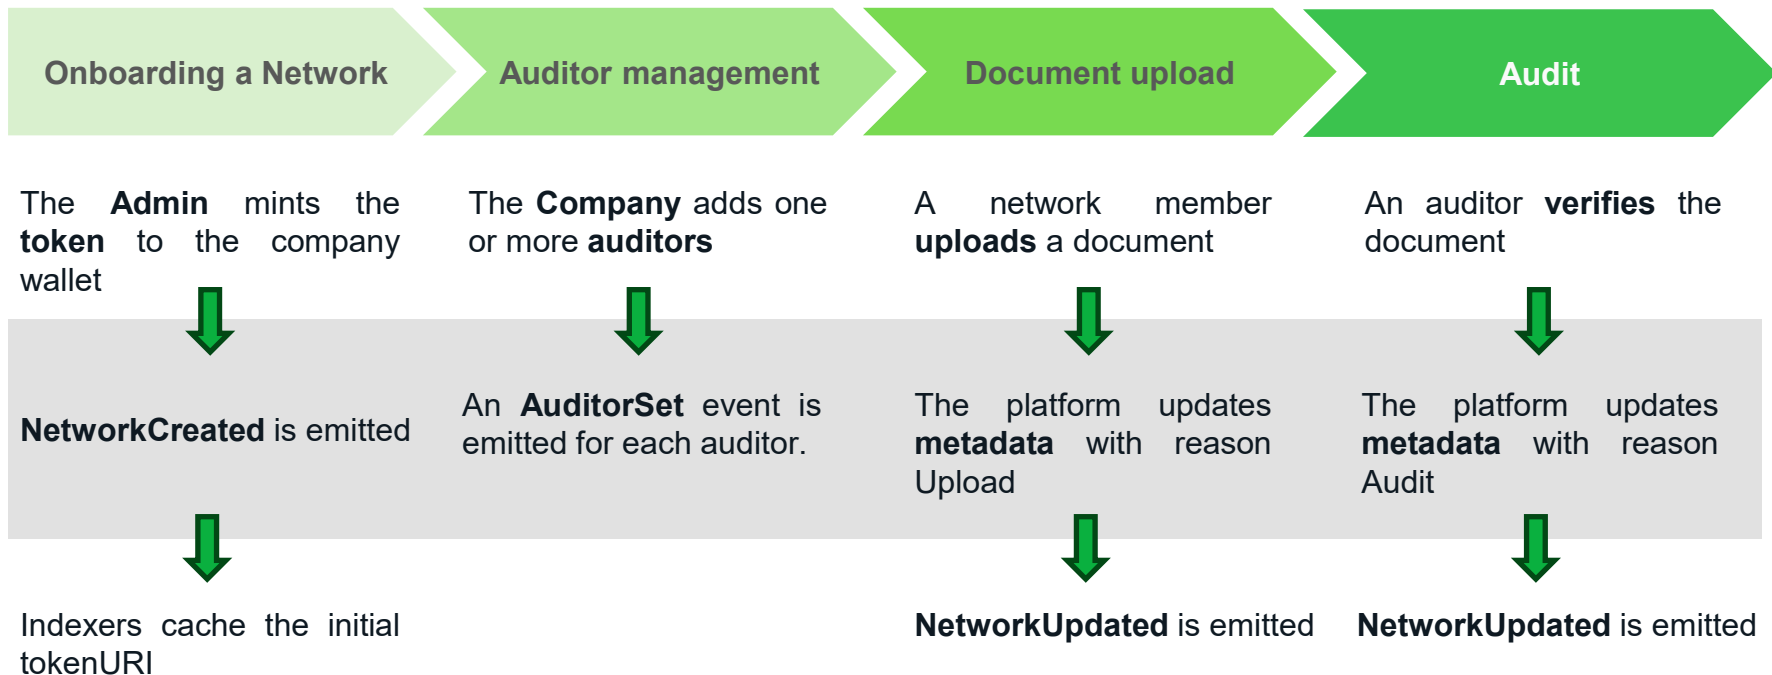 Onboarding a Network
Auditor management
Document upload
Audit
The Admin mints the
token to the company
wallet
The Company adds one
or more auditors
A network member
uploads a document
An auditor verifies the
document
NetworkCreated is emitted
An AuditorSet event is
emitted for each auditor.
The platform updates
metadata with reason
Upload
The platform updates
metadata with reason
Audit
Indexers cache the initial
tokenURI
NetworkUpdated is emitted
NetworkUpdated is emitted